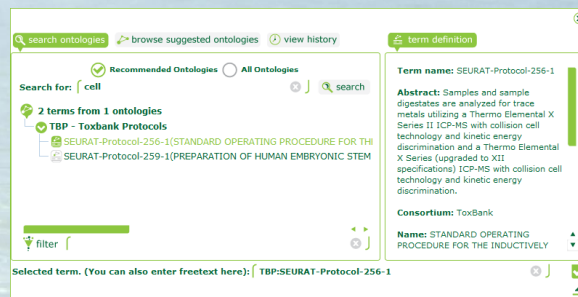 search ontologies
browse suggested ontologies
view history
term definition
Recommended Ontologies
All Ontologies
Search for: cell
search
2 terms from 1 ontologies
TBP - Toxbank Protocols
SEURAT-Protocol-256-1(STANDARD OPERATING PROCEDURE FOR THI
SEURAT-Protocol-259-1(PREPARATION OF HUMAN EMBRYONIC STEM
filter
Term name: SEURAT-Protocol-256-1
Abstract: Samples and sample
digestates are analyzed for trace
metals utilizing a Thermo Elemental X
Series II ICP-MS with collision cell
technology and kinetic energy
discrimination and a Thermo Elemental
X Series (upgraded to XII
specifications) ICP-MS with collision cell
technology and kinetic energy
discrimination.
Consortium: ToxBank
Name: STANDARD OPERATING
PROCEDURE FOR THE INDUCTIVELY
Selected term. (You can also enter freetext here): TBP:SEURAT-Protocol-256-1